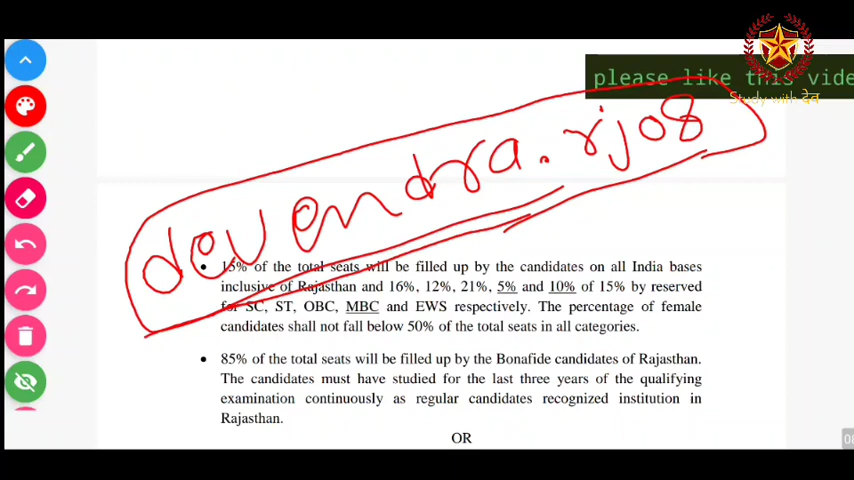 please like this vide
Study with देव
devendra.rj08
• 15% of the total seats will be filled up by the candidates on all India bases
inclusive of Rajasthan and 16%, 12%, 21%, 5% and 10% of 15% by reserved
for SC, ST, OBC, MBC and EWS respectively. The percentage of female
candidates shall not fall below 50% of the total seats in all categories.
• 85% of the total seats will be filled up by the Bonafide candidates of Rajasthan.
The candidates must have studied for the last three years of the qualifying
examination continuously as regular candidates recognized institution in
Rajasthan.
OR